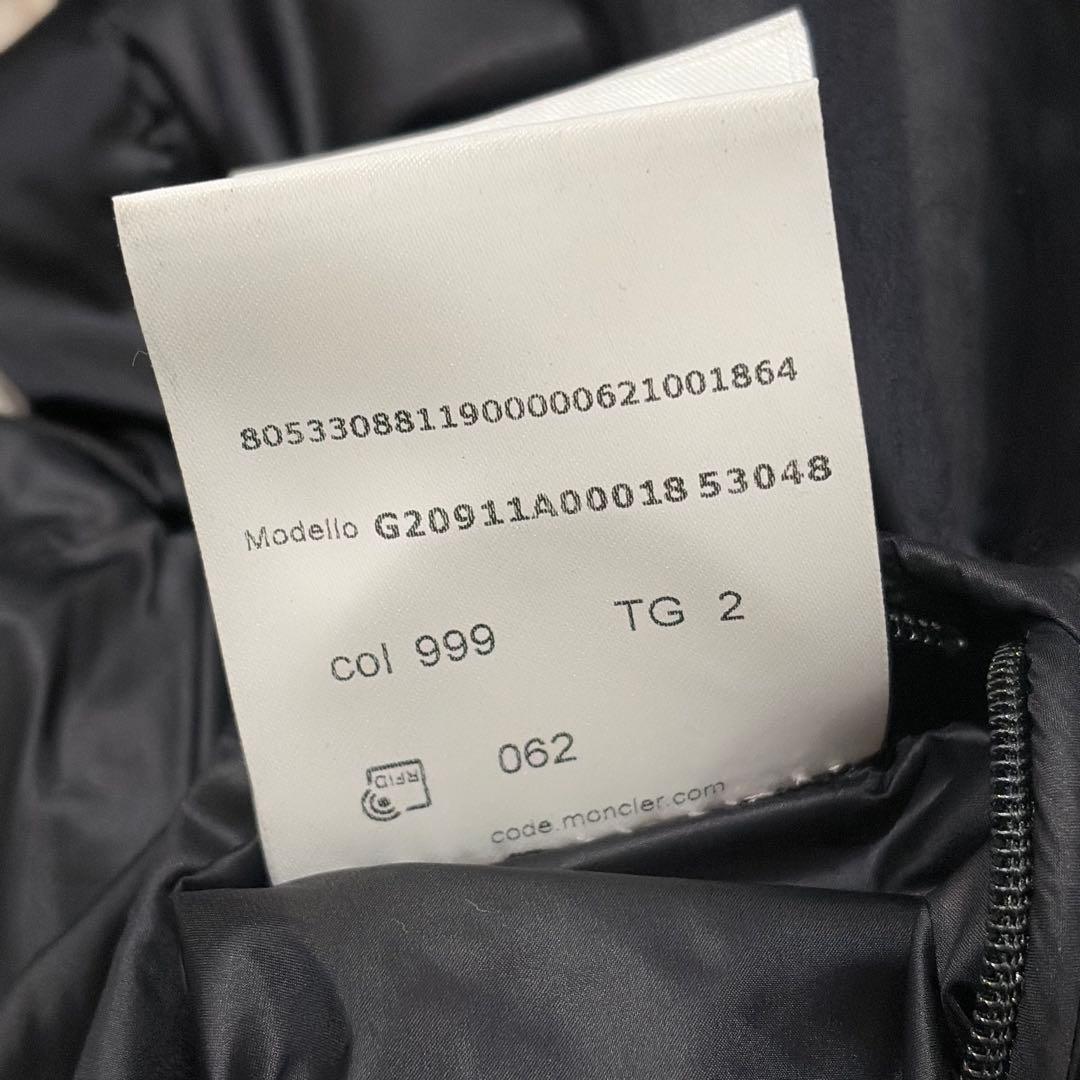 8053308811900000621001864
Modello G20911A00018 53048
col 999 TG 2
RFID 062
code.moncler.com